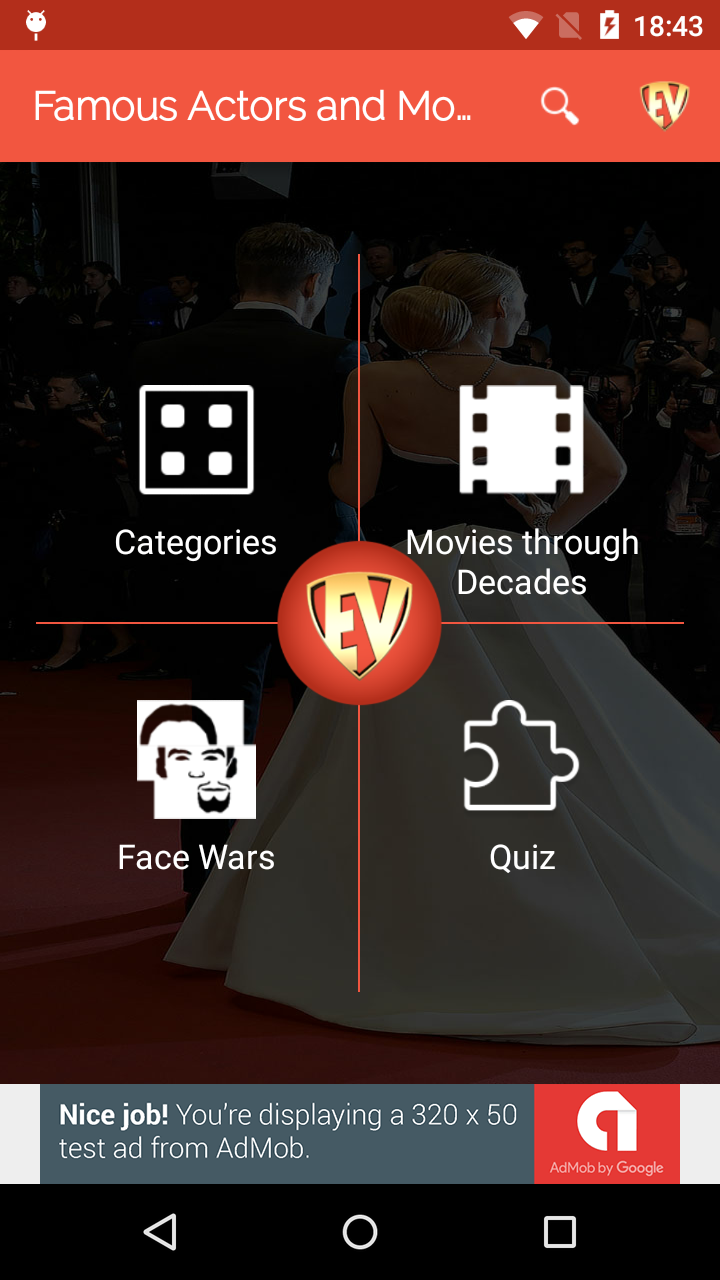 18:43
Famous Actors and Mo...
EV
Categories
Movies through
Decades
EV
Face Wars
Quiz
Nice job! You're displaying a 320 x 50
test ad from AdMob.
AdMob by Google